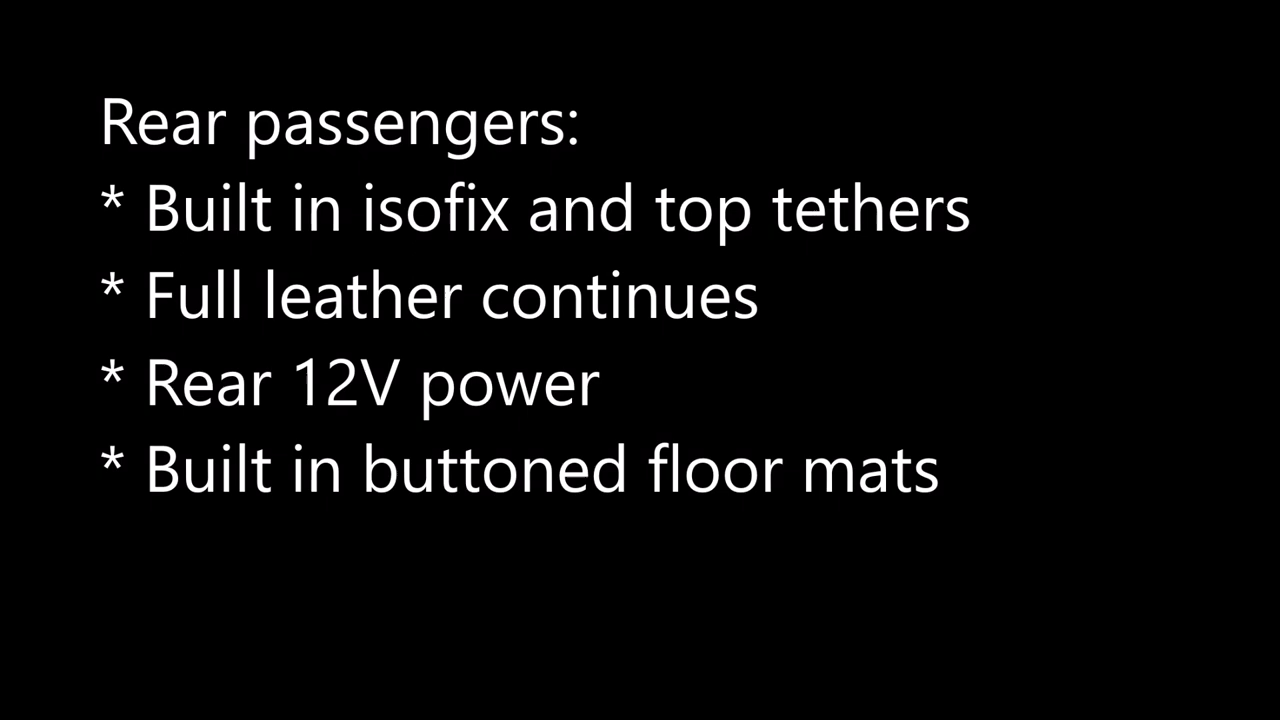 Rear passengers:
* Built in isofix and top tethers
* Full leather continues
* Rear 12V power
* Built in buttoned floor mats